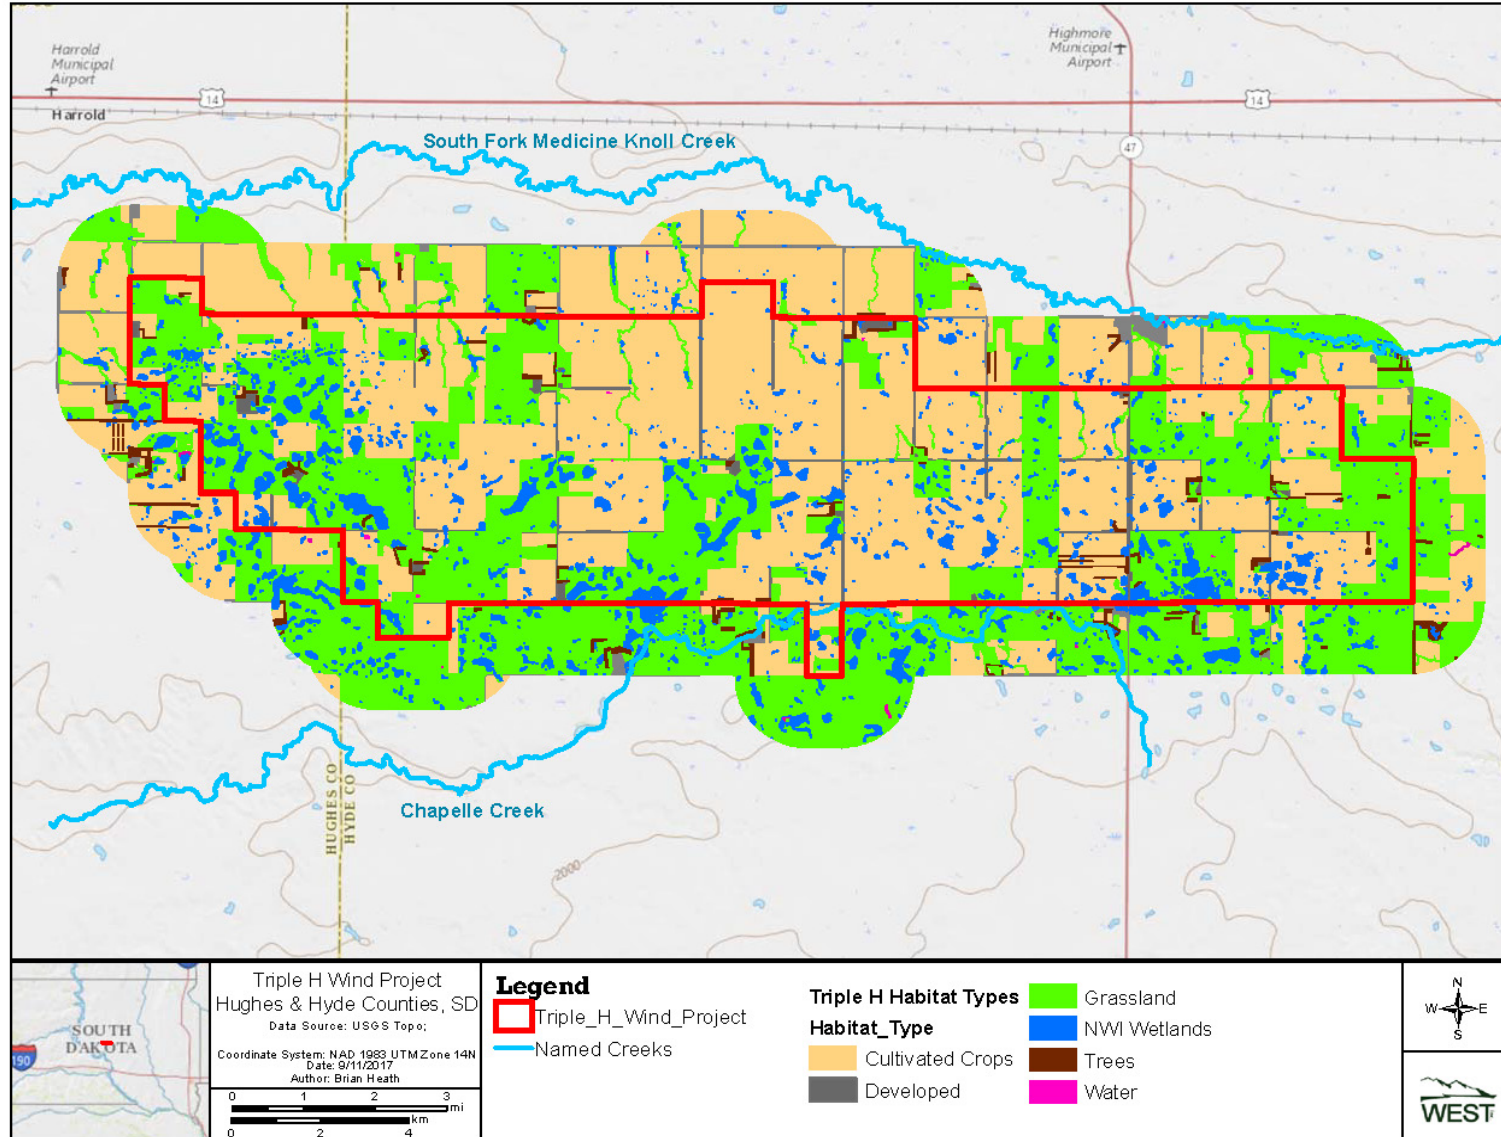 Harrold
Municipal
Airport
Highmore
Municipal
Airport
14
14
Harrold
South Fork Medicine Knoll Creek
47
HUGHES CO
HYDE CO
Chapelle Creek
2000
SOUTH
DAKOTA
190
Triple H Wind Project
Hughes & Hyde Counties, SD
Data Source: USGS Topo;
Coordinate System: NAD 1983 UTM Zone 14N
Date: 9/11/2017
Author: Brian Heath
0 1 2 3
mi
km
0 2 4
Legend
Triple_H_Wind_Project
Named Creeks
Triple H Habitat Types
Habitat_Type
Cultivated Crops
Developed
Grassland
NWI Wetlands
Trees
Water
N
W E
S
WEST